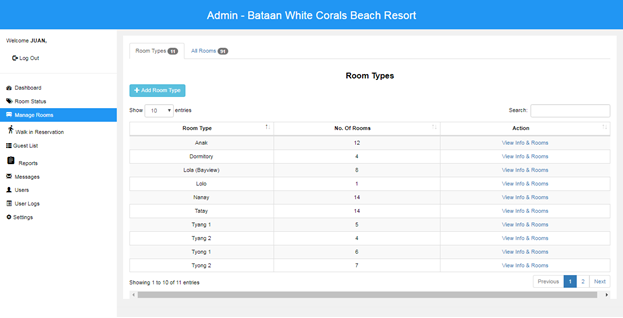 Admin - Bataan White Corals Beach Resort
Welcome JUAN,
Log Out
Dashboard
Room Status
Manage Rooms
Walk in Reservation
Guest List
Reports
Messages
Users
User Logs
Settings
Room Types 11 All Rooms
Room Types
Add Room Type
Show 10 entries Search:
Room Type No. Of Rooms Action
Anak 12 View Info & Rooms
Dormitory 4 View Info & Rooms
Lola (Bayview) 8 View Info & Rooms
Lolo 1 View Info & Rooms
Nanay 14 View Info & Rooms
Tatay 14 View Info & Rooms
Tyang 1 5 View Info & Rooms
Tyang 2 4 View Info & Rooms
Tyong 1 6 View Info & Rooms
Tyong 2 7 View Info & Rooms
Showing 1 to 10 of 11 entries
Previous 1 2 Next